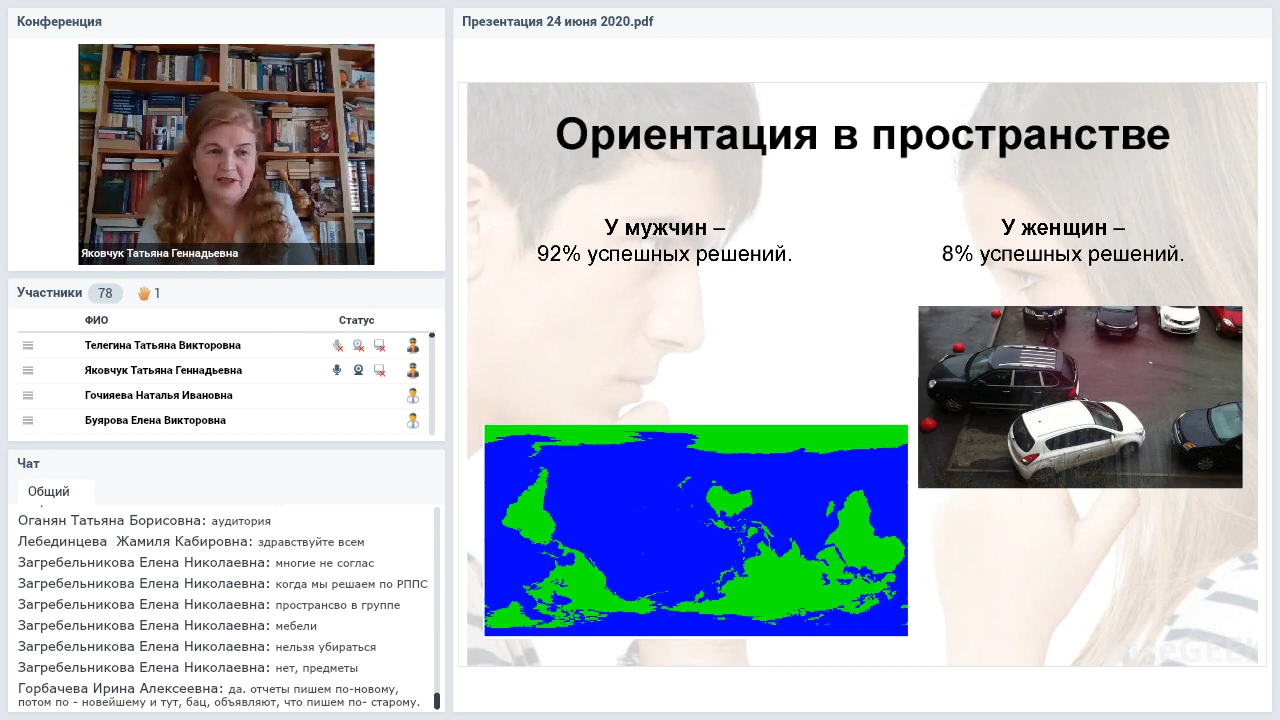 Конференция
Яковчук Татьяна Геннадьевна
Участники 78 1
ФИО Статус
Телегина Татьяна Викторовна
Яковчук Татьяна Геннадьевна
Гочияева Наталья Ивановна
Буярова Елена Викторовна
Чат
Общий
Оганян Татьяна Борисовна: аудитория
Лебединцева Жамиля Кабировна: здравствуйте всем
Загребельникова Елена Николаевна: многие не соглас
Загребельникова Елена Николаевна: когда мы решаем по РППС
Загребельникова Елена Николаевна: пространсво в группе
Загребельникова Елена Николаевна: мебели
Загребельникова Елена Николаевна: нельзя убираться
Загребельникова Елена Николаевна: нет, предметы
Горбачева Ирина Алексеевна: да. отчеты пишем по-новому,
потом по - новейшему и тут, бац, объявляют, что пишем по- старому.
Презентация 24 июня 2020.pdf
Ориентация в пространстве
У мужчин –
92% успешных решений.
У женщин –
8% успешных решений.